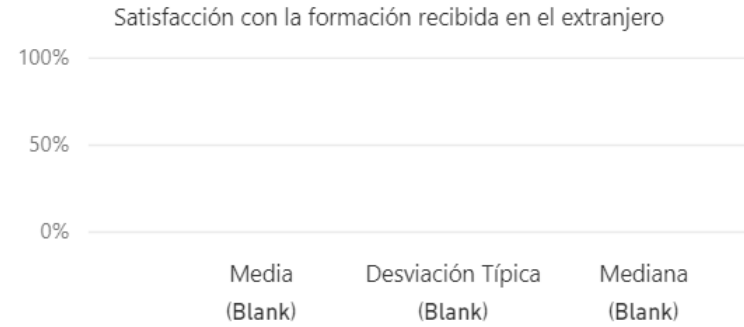 Satisfacción con la formación recibida en el extranjero
100%
50%
0%
Media Desviación Típica Mediana
(Blank) (Blank) (Blank)